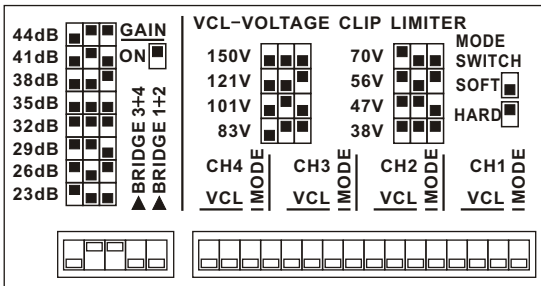 44dB GAIN
41dB ON
38dB
35dB
32dB
29dB
26dB
23dB
BRIDGE 3+4
BRIDGE 1+2
VCL-VOLTAGE CLIP LIMITER
150V
121V
101V
83V
70V
56V
47V
38V
MODE
SWITCH
SOFT
HARD
CH4 MODE CH3 MODE CH2 MODE CH1 MODE
VCL VCL VCL VCL